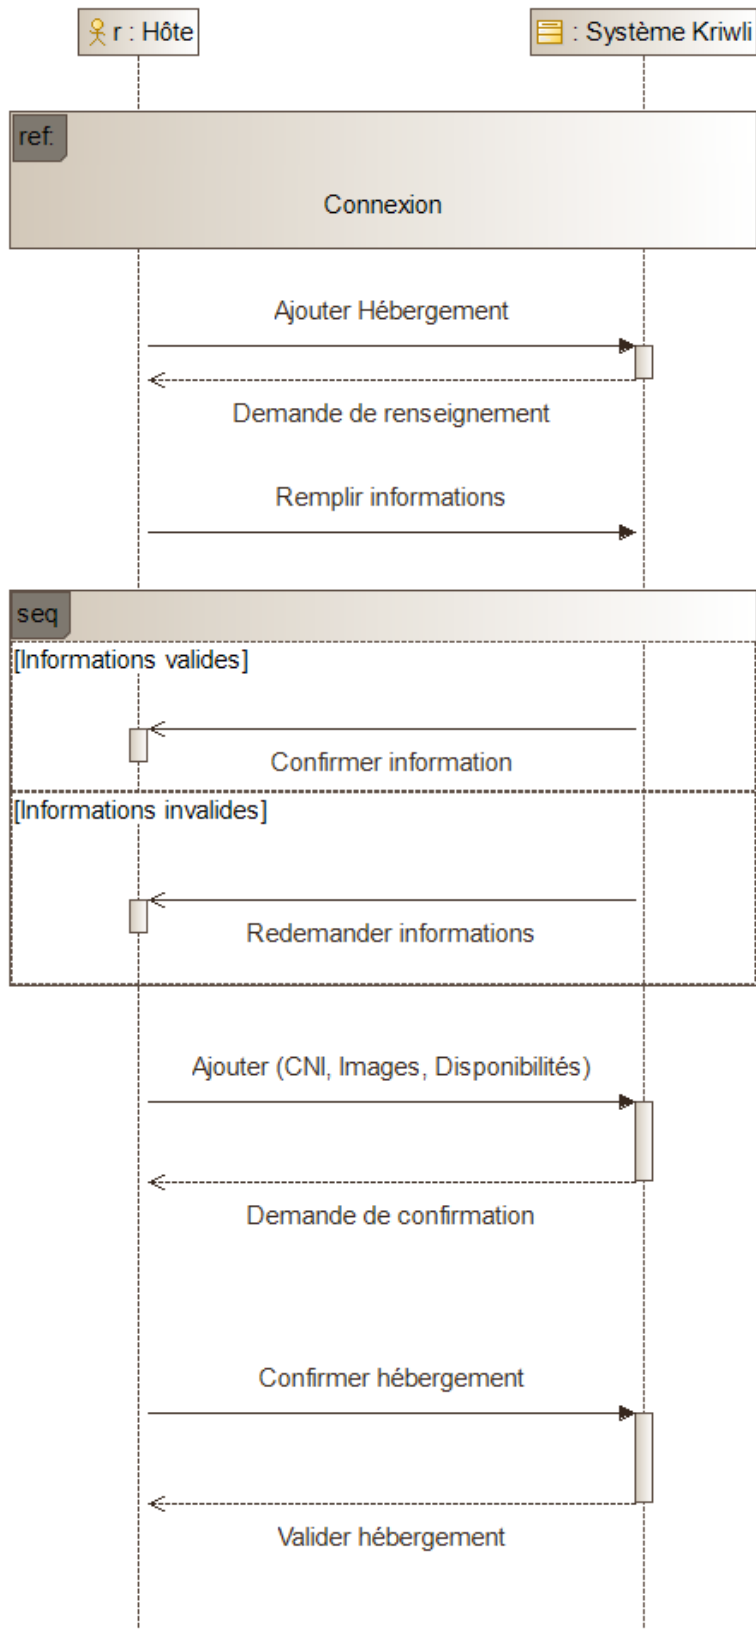 r : Hôte
: Système Kriwli
ref:
Connexion
Ajouter Hébergement
Demande de renseignement
Remplir informations
seq
[Informations valides]
Confirmer information
[Informations invalides]
Redemander informations
Ajouter (CNI, Images, Disponibilités)
Demande de confirmation
Confirmer hébergement
Valider hébergement